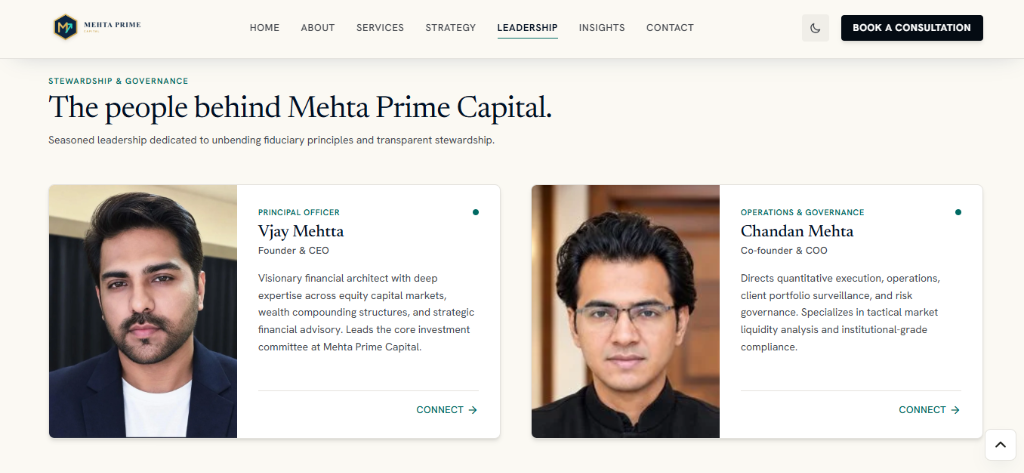 MEHTA PRIME
HOME
ABOUT
SERVICES
STRATEGY
LEADERSHIP
INSIGHTS
CONTACT
BOOK A CONSULTATION
STEWARDSHIP & GOVERNANCE
The people behind Mehta Prime Capital.
Seasoned leadership dedicated to unbending fiduciary principles and transparent stewardship.
PRINCIPAL OFFICER
Vjay Mehtta
Founder & CEO
Visionary financial architect with deep
expertise across equity capital markets,
wealth compounding structures, and strategic
financial advisory. Leads the core investment
committee at Mehta Prime Capital.
CONNECT →
OPERATIONS & GOVERNANCE
Chandan Mehta
Co-founder & COO
Directs quantitative execution, operations,
client portfolio surveillance, and risk
governance. Specializes in tactical market
liquidity analysis and institutional-grade
compliance.
CONNECT →